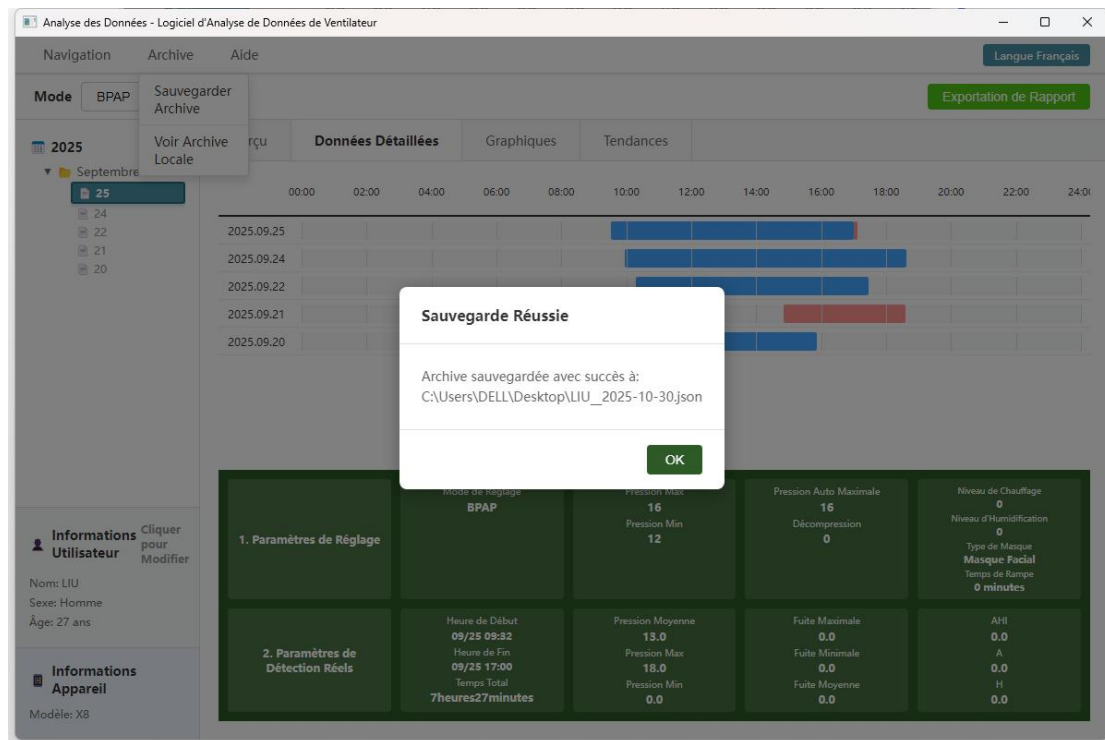 Analyse des Données - Logiciel d'Analyse de Données de Ventilateur
Navigation Archive Aide Langue Français
Mode BPAP Exportation de Rapport
Sauvegarder
Archive
Voir Archive
Locale
Données Détaillées Graphiques Tendances
2025
Septembre
25
24
22
21
20
00:00 02:00 04:00 06:00 08:00 10:00 12:00 14:00 16:00 18:00 20:00 22:00 24:0
2025.09.25
2025.09.24
2025.09.22
2025.09.21
2025.09.20
Sauvegarde Réussie
Archive sauvegardée avec succès à:
C:\Users\DELL\Desktop\LIU__2025-10-30.json
OK
1. Paramètres de Réglage
Mode de Réglage
BPAP
Pression Max
16
Pression Min
12
Pression Auto Maximale
16
Décompression
0
Niveau de Chauffage
0
Niveau d'Humidification
0
Type de Masque
Masque Facial
Temps de Rampe
0 minutes
2. Paramètres de
Détection Réels
Heure de Début
09/25 09:32
Heure de Fin
09/25 17:00
Temps Total
7heures27minutes
Pression Moyenne
13.0
Pression Max
18.0
Pression Min
0.0
Fuite Maximale
0.0
Fuite Minimale
0.0
Fuite Moyenne
0.0
AHI
0.0
A
0.0
H
0.0
Informations
Utilisateur
Cliquer
pour
Modifier
Nom: LIU
Sexe: Homme
Âge: 27 ans
Informations
Appareil
Modèle: X8